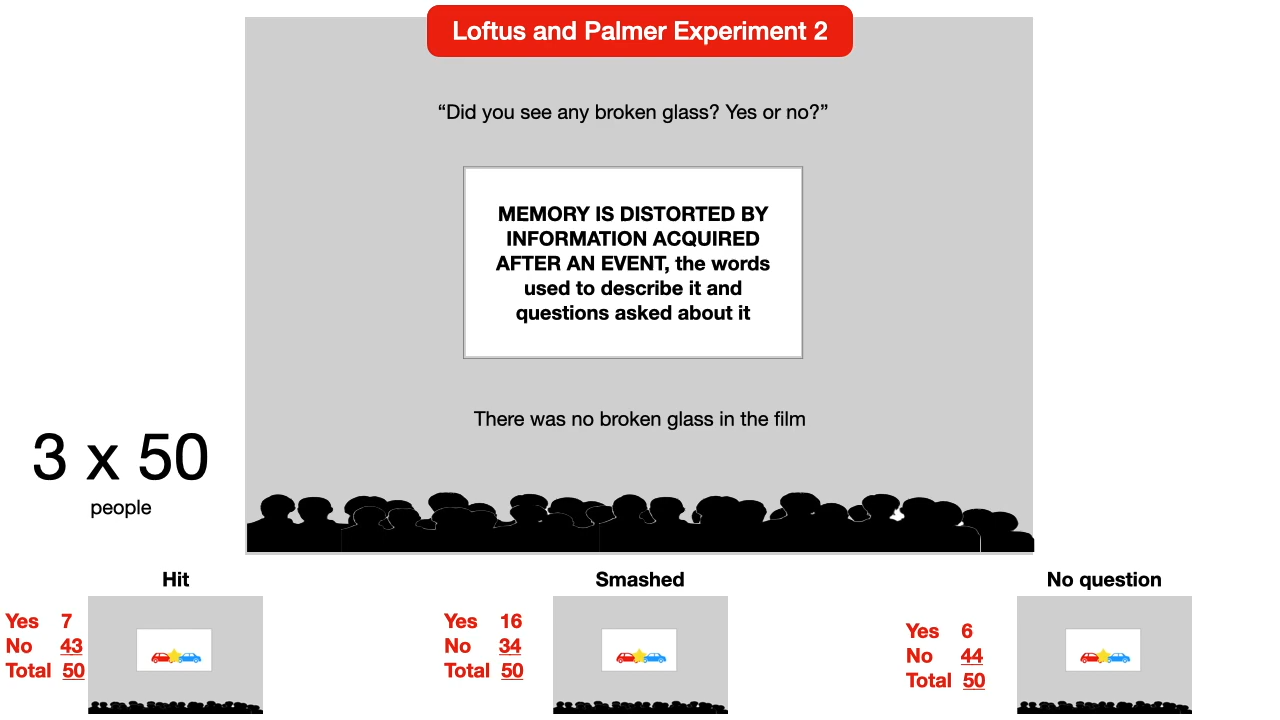 Loftus and Palmer Experiment 2
“Did you see any broken glass? Yes or no?”
MEMORY IS DISTORTED BY
INFORMATION ACQUIRED
AFTER AN EVENT, the words
used to describe it and
questions asked about it
There was no broken glass in the film
3 x 50
people
Hit
Yes 7
No 43
Total 50
Smashed
Yes 16
No 34
Total 50
No question
Yes 6
No 44
Total 50